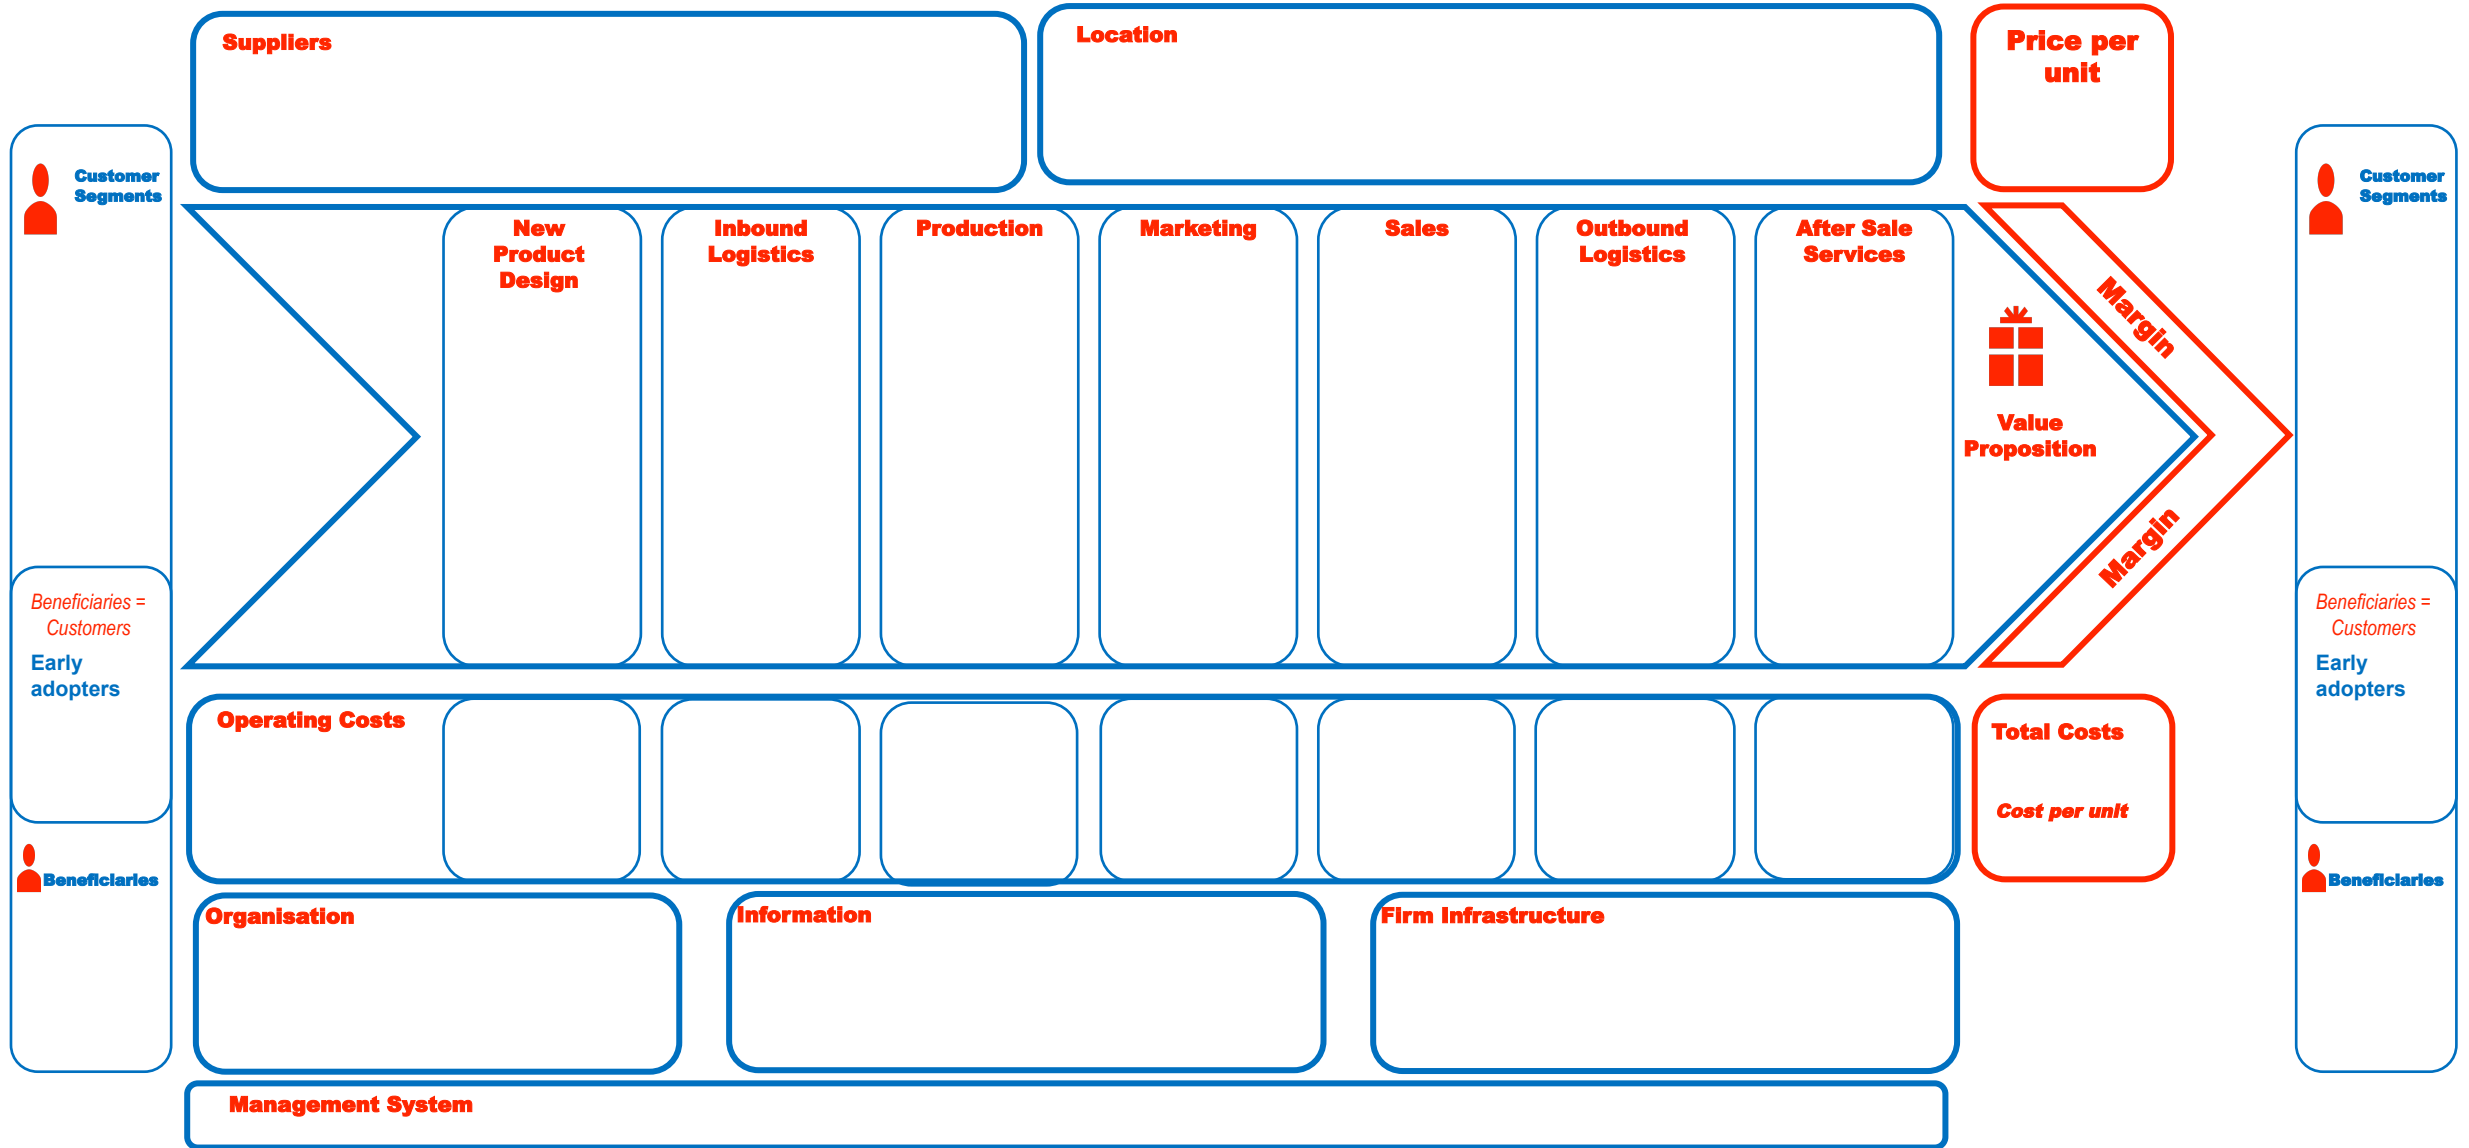 Suppliers
Location
Price per
unit
Customer
Segments
Beneficiaries =
Customers
Early
adopters
Beneficiaries
New
Product
Design
Inbound
Logistics
Production
Marketing
Sales
Outbound
Logistics
After Sale
Services
Value
Proposition
Margin
Margin
Customer
Segments
Beneficiaries =
Customers
Early
adopters
Beneficiaries
Operating Costs
Total Costs
Cost per unit
Organisation
Information
Firm Infrastructure
Management System